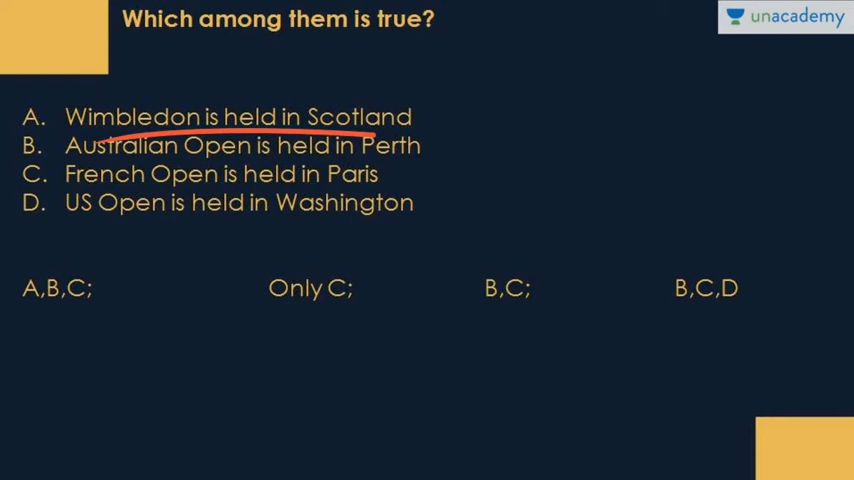 Which among them is true?
unacademy
A. Wimbledon is held in Scotland
B. Australian Open is held in Perth
C. French Open is held in Paris
D. US Open is held in Washington
A,B,C; Only C; B,C; B,C,D